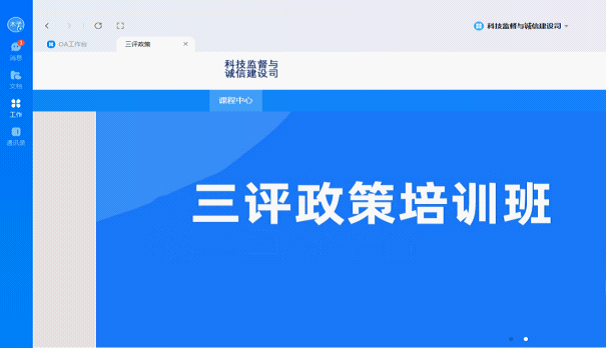 科技监督与诚信建设司
OA工作台
三评政策
消息
文档
工作
通讯录
科技监督与
诚信建设司
课程中心
三评政策培训班